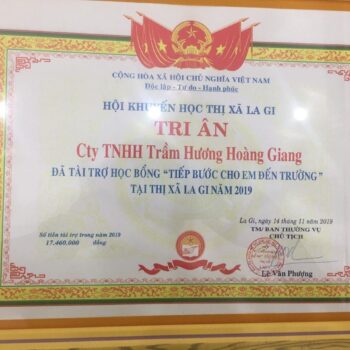 CỘNG HÒA XÃ HỘI CHỦ NGHĨA VIỆT NAM
Độc lập - Tự do - Hạnh phúc
HỘI KHUYẾN HỌC THỊ XÃ LA GI
TRI ÂN
Cty TNHH Trầm Hương Hoàng Giang
ĐÃ TÀI TRỢ HỌC BỔNG “TIẾP BƯỚC CHO EM ĐẾN TRƯỜNG”
TẠI THỊ XÃ LA GI NĂM 2019
La Gi, ngày 14 tháng 11 năm 2019
TM/ BAN THƯỜNG VỤ
CHỦ TỊCH
Số tiền tài trợ trong năm 2019
17.460.000 đồng
Lê Văn Phượng